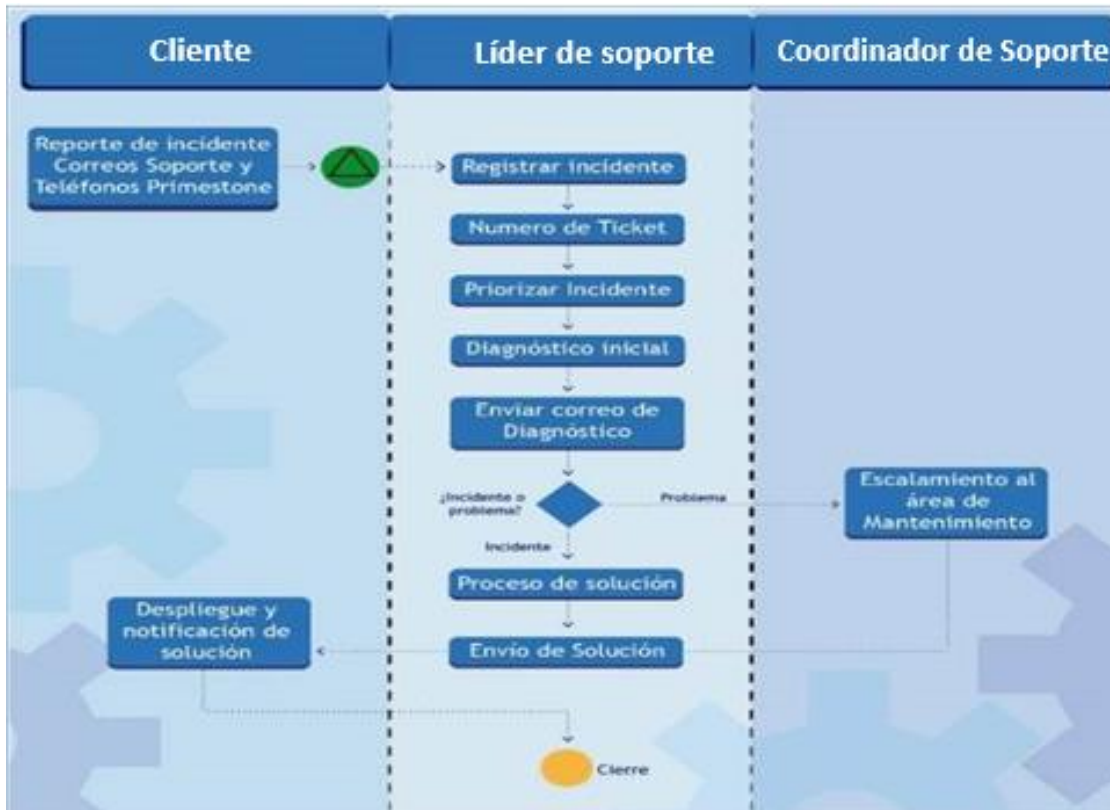 Cliente
Líder de soporte
Coordinador de Soporte
Reporte de incidente
Correos Soporte y
Teléfonos Primestone
Registrar incidente
Numero de Ticket
Priorizar Incidente
Diagnóstico inicial
Enviar correo de
Diagnóstico
¿Incidente o
problema?
Problema
Escalamiento al
área de
Mantenimiento
Incidente
Proceso de solución
Despliegue y
notificación de
solución
Envío de Solución
Cierre